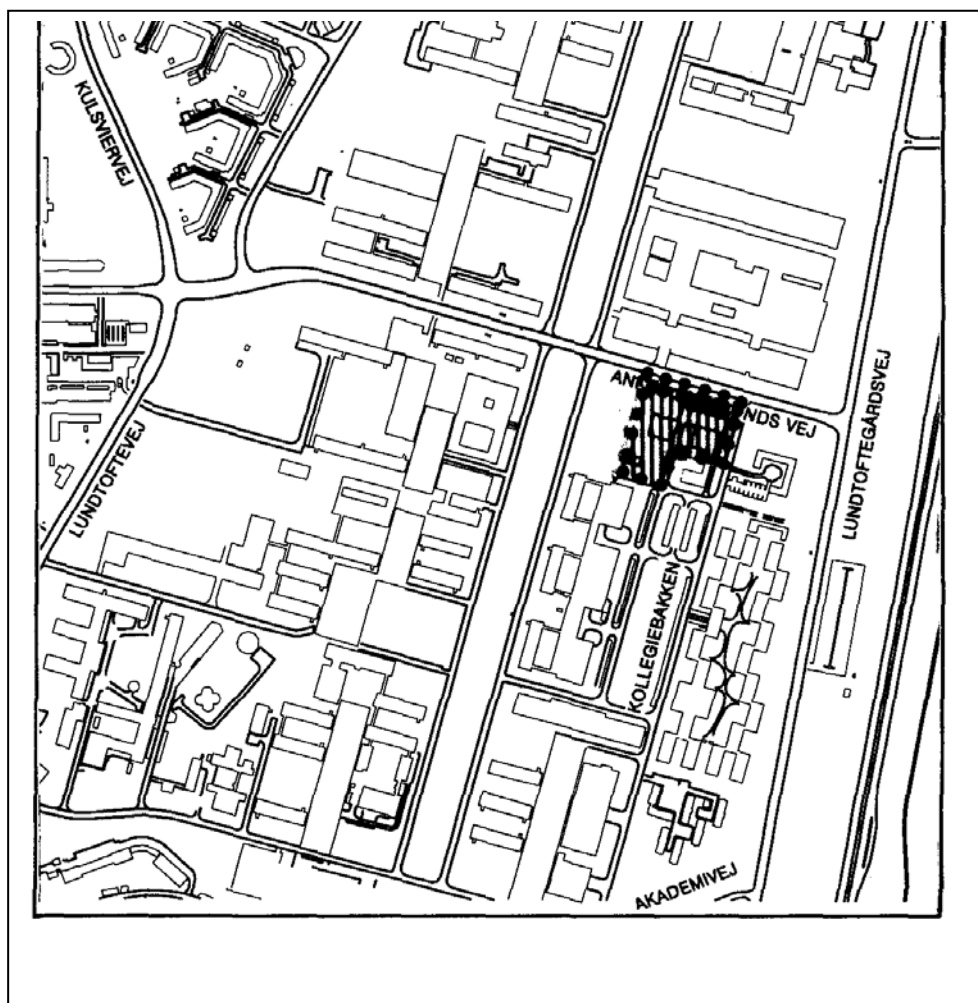 KULSVIERVEJ
LUNDTOFTEVEJ
NDS VEJ
LUNDTOFTEGÅRDSVEJ
KOLLEGIEBAKKEN
AKADEMIVEJ